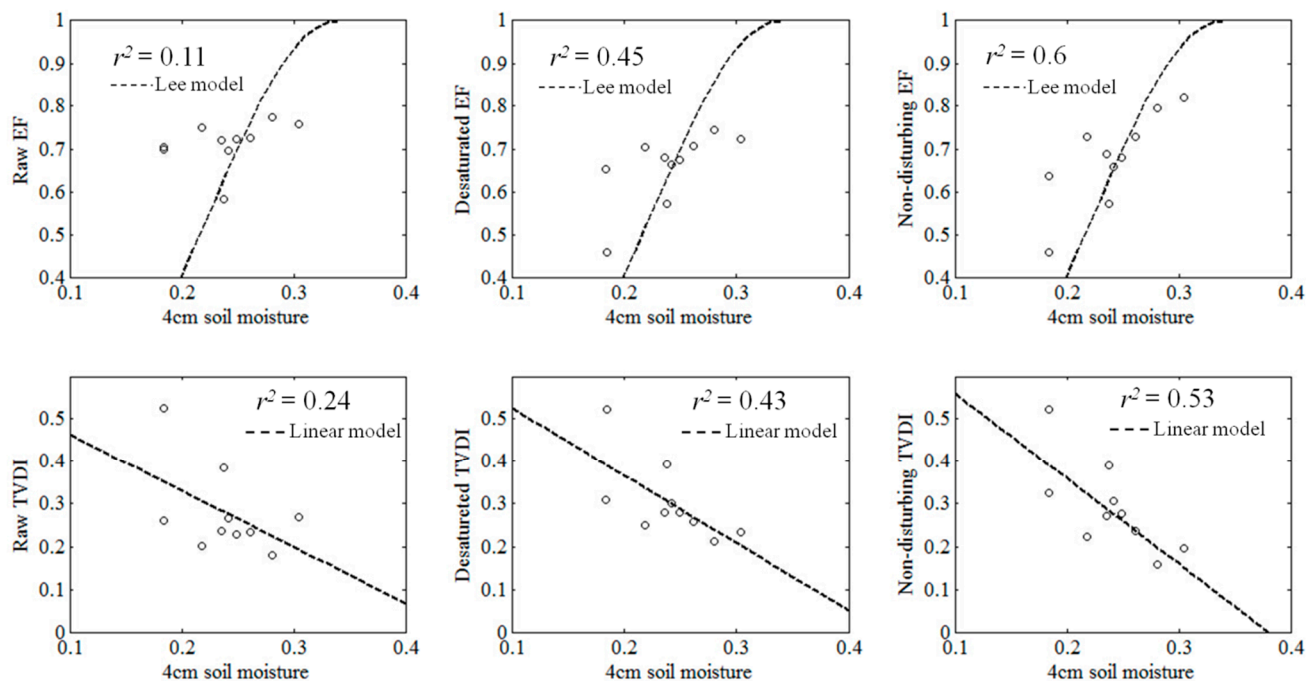 1
0.9
0.8
0.7
0.6
0.5
0.4
Raw EF
r² = 0.11
Lee model
0.1 0.2 0.3 0.4
4cm soil moisture
1
0.9
0.8
0.7
0.6
0.5
0.4
Desaturated EF
r² = 0.45
Lee model
0.1 0.2 0.3 0.4
4cm soil moisture
1
0.9
0.8
0.7
0.6
0.5
0.4
Non-disturbing EF
r² = 0.6
Lee model
0.1 0.2 0.3 0.4
4cm soil moisture
0.5
0.4
0.3
0.2
0.1
0
Raw TVDI
r² = 0.24
Linear model
0.1 0.2 0.3 0.4
4cm soil moisture
0.5
0.4
0.3
0.2
0.1
0
Desatureted TVDI
r² = 0.43
Linear model
0.1 0.2 0.3 0.4
4cm soil moisture
0.5
0.4
0.3
0.2
0.1
0
Non-disturbing TVDI
r² = 0.53
Linear model
0.1 0.2 0.3 0.4
4cm soil moisture